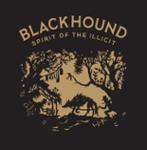 BLACKHOUND
SPIRIT OF THE ILLICIT